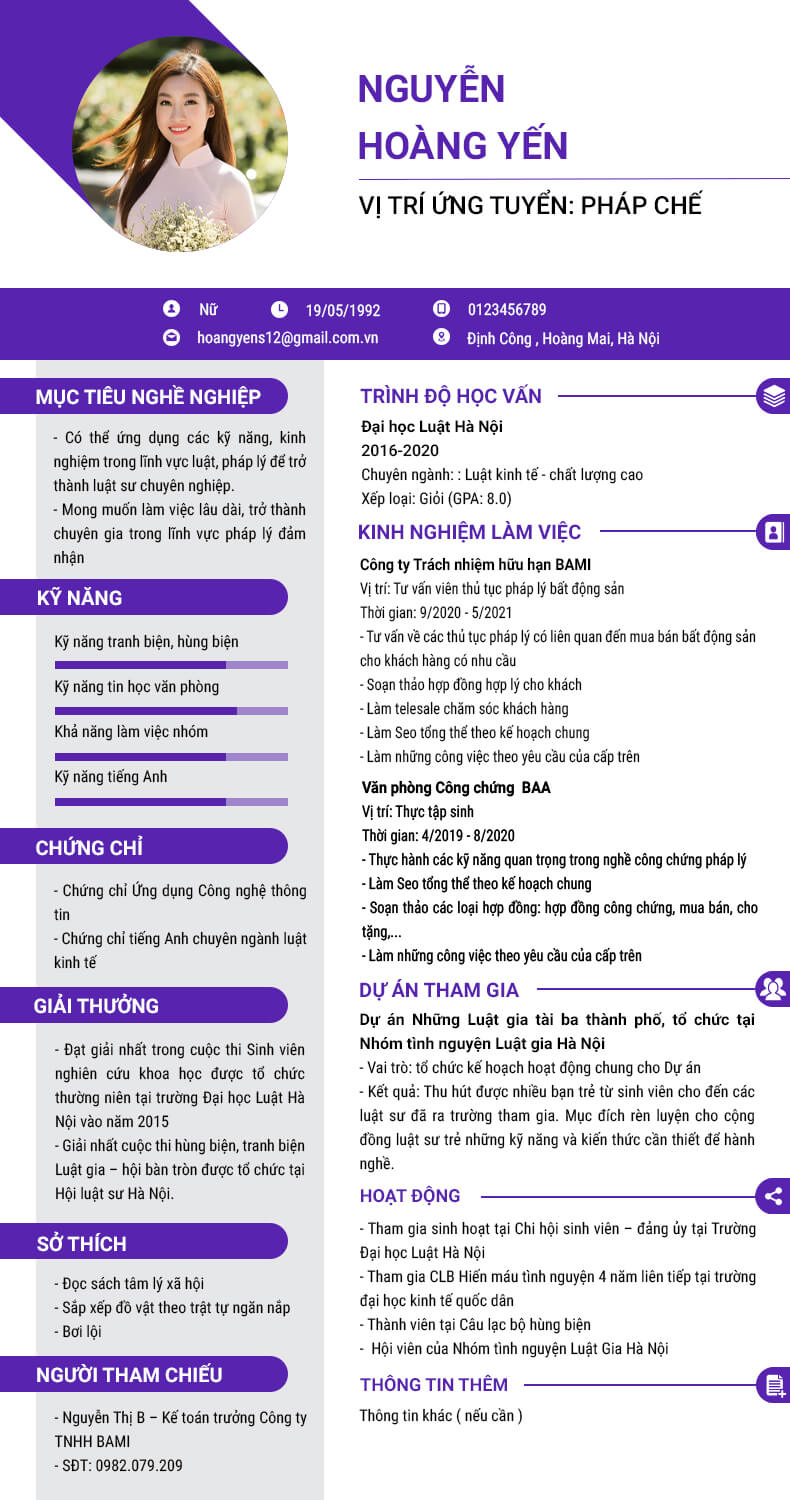 NGUYỄN
HOÀNG YẾN
VỊ TRÍ ỨNG TUYỂN: PHÁP CHẾ
Nữ
19/05/1992
0123456789
hoangyens12@gmail.com.vn
Định Công , Hoàng Mai, Hà Nội
MỤC TIÊU NGHỀ NGHIỆP
- Có thể ứng dụng các kỹ năng, kinh
nghiệm trong lĩnh vực luật, pháp lý để trở
thành luật sư chuyên nghiệp.
- Mong muốn làm việc lâu dài, trở thành
chuyên gia trong lĩnh vực pháp lý đảm
nhận
KỸ NĂNG
Kỹ năng tranh biện, hùng biện
Kỹ năng tin học văn phòng
Khả năng làm việc nhóm
Kỹ năng tiếng Anh
CHỨNG CHỈ
- Chứng chỉ Ứng dụng Công nghệ thông
tin
- Chứng chỉ tiếng Anh chuyên ngành luật
kinh tế
GIẢI THƯỞNG
- Đạt giải nhất trong cuộc thi Sinh viên
nghiên cứu khoa học được tổ chức
thường niên tại trường Đại học Luật Hà
Nội vào năm 2015
- Giải nhất cuộc thi hùng biện, tranh biện
Luật gia – hội bàn tròn được tổ chức tại
Hội luật sư Hà Nội.
SỞ THÍCH
- Đọc sách tâm lý xã hội
- Sắp xếp đồ vật theo trật tự ngăn nắp
- Bơi lội
NGƯỜI THAM CHIẾU
- Nguyễn Thị B – Kế toán trưởng Công ty
TNHH BAMI
- SĐT: 0982.079.209
TRÌNH ĐỘ HỌC VẤN
Đại học Luật Hà Nội
2016-2020
Chuyên ngành: : Luật kinh tế - chất lượng cao
Xếp loại: Giỏi (GPA: 8.0)
KINH NGHIỆM LÀM VIỆC
Công ty Trách nhiệm hữu hạn BAMI
Vị trí: Tư vấn viên thủ tục pháp lý bất động sản
Thời gian: 9/2020 - 5/2021
- Tư vấn về các thủ tục pháp lý có liên quan đến mua bán bất động sản
cho khách hàng có nhu cầu
- Soạn thảo hợp đồng hợp lý cho khách
- Làm telesale chăm sóc khách hàng
- Làm Seo tổng thể theo kế hoạch chung
- Làm những công việc theo yêu cầu của cấp trên
Văn phòng Công chứng BAA
Vị trí: Thực tập sinh
Thời gian: 4/2019 - 8/2020
- Thực hành các kỹ năng quan trọng trong nghề công chứng pháp lý
- Làm Seo tổng thể theo kế hoạch chung
- Soạn thảo các loại hợp đồng: hợp đồng công chứng, mua bán, cho
tặng,...
- Làm những công việc theo yêu cầu của cấp trên
DỰ ÁN THAM GIA
Dự án Những Luật gia tài ba thành phố, tổ chức tại
Nhóm tình nguyện Luật gia Hà Nội
- Vai trò: tổ chức kế hoạch hoạt động chung cho Dự án
- Kết quả: Thu hút được nhiều bạn trẻ từ sinh viên cho đến các
luật sư đã ra trường tham gia. Mục đích rèn luyện cho cộng
đồng luật sư trẻ những kỹ năng và kiến thức cần thiết để hành
nghề.
HOẠT ĐỘNG
- Tham gia sinh hoạt tại Chi hội sinh viên – đảng ủy tại Trường
Đại học Luật Hà Nội
- Tham gia CLB Hiến máu tình nguyện 4 năm liên tiếp tại trường
đại học kinh tế quốc dân
- Thành viên tại Câu lạc bộ hùng biện
- Hội viên của Nhóm tình nguyện Luật Gia Hà Nội
THÔNG TIN THÊM
Thông tin khác ( nếu cần )